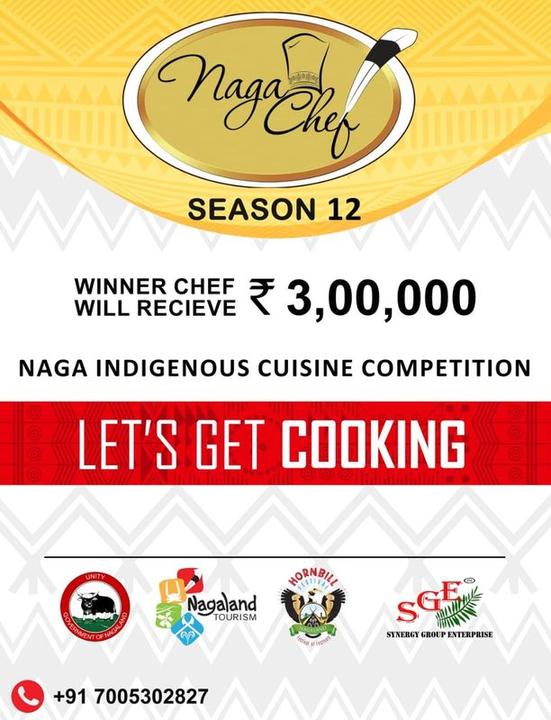 Naga
Chef
SEASON 12
WINNER CHEF
WILL RECIEVE
₹ 3,00,000
NAGA INDIGENOUS CUISINE COMPETITION
LET'S GET COOKING
UNITY
GOVERNMENT OF NAGALAND
Nagaland
TOURISM
HORNBILL
FESTIVAL
SGE
SYNERGY GROUP ENTERPRISE
+91 7005302827